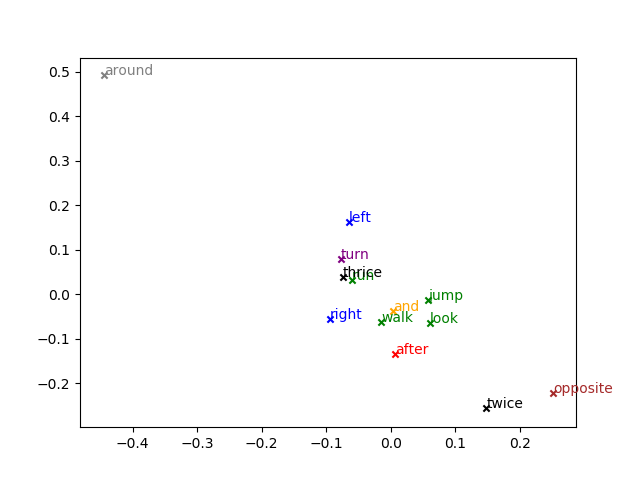 0.5
0.4
0.3
0.2
0.1
0.0
−0.1
−0.2
around
left
turn
thrice
run
jump
and
right
walk
look
after
opposite
twice
−0.4
−0.3
−0.2
−0.1
0.0
0.1
0.2